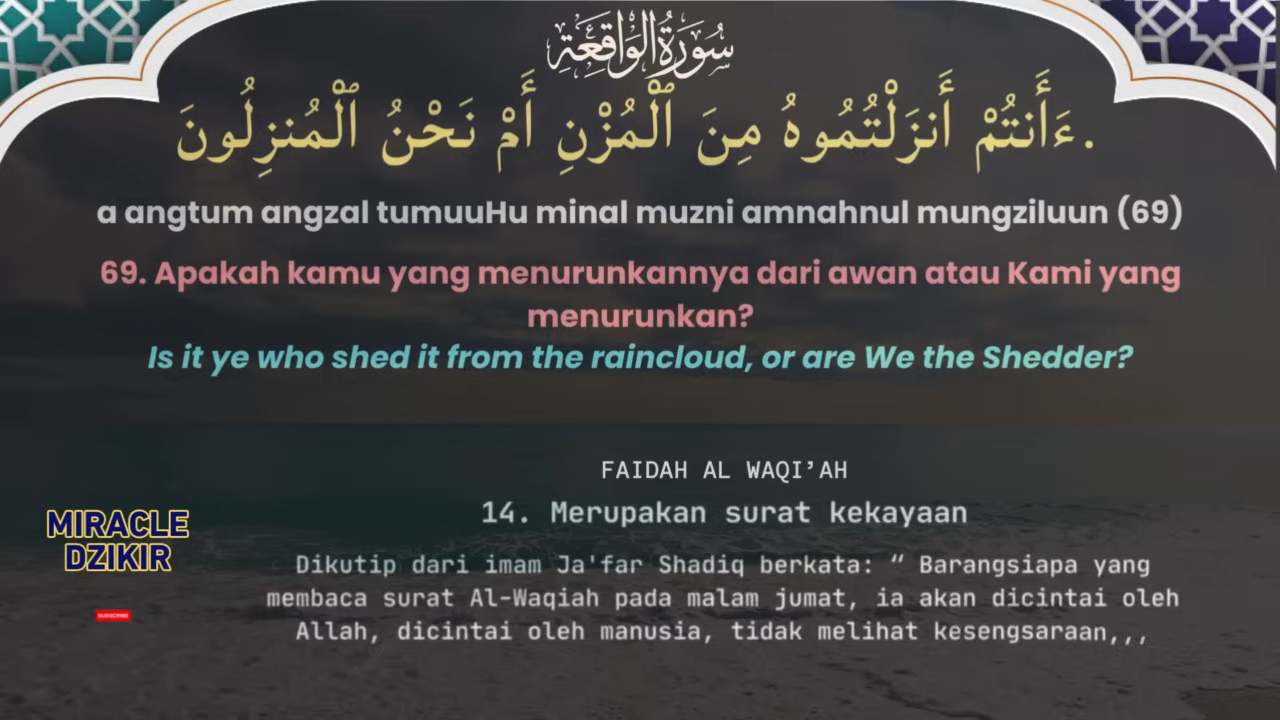 سُورَةُ الْوَاقِعَةِ
ءَأَنتُمْ أَنزَلْتُمُوهُ مِنَ ٱلْمُزْنِ أَمْ نَحْنُ ٱلْمُنزِلُونَ.
a angtum angzal tumuuHu minal muzni amnahnul mungziluun (69)
69. Apakah kamu yang menurunkannya dari awan atau Kami yang
menurunkan?
Is it ye who shed it from the raincloud, or are We the Shedder?
FAIDAH AL WAQI’AH
14. Merupakan surat kekayaan
Dikutip dari imam Ja'far Shadiq berkata: “ Barangsiapa yang
membaca surat Al-Waqiah pada malam jumat, ia akan dicintai oleh
Allah, dicintai oleh manusia, tidak melihat kesengsaraan,,,
MIRACLE
DZIKIR
SUBSCRIBE